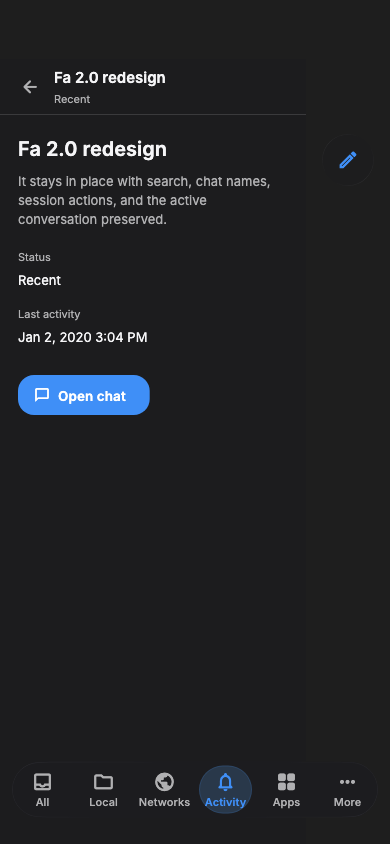 Fa 2.0 redesign
Recent
Fa 2.0 redesign
It stays in place with search, chat names,
session actions, and the active
conversation preserved.
Status
Recent
Last activity
Jan 2, 2020 3:04 PM
Open chat
All
Local
Networks
Activity
Apps
More